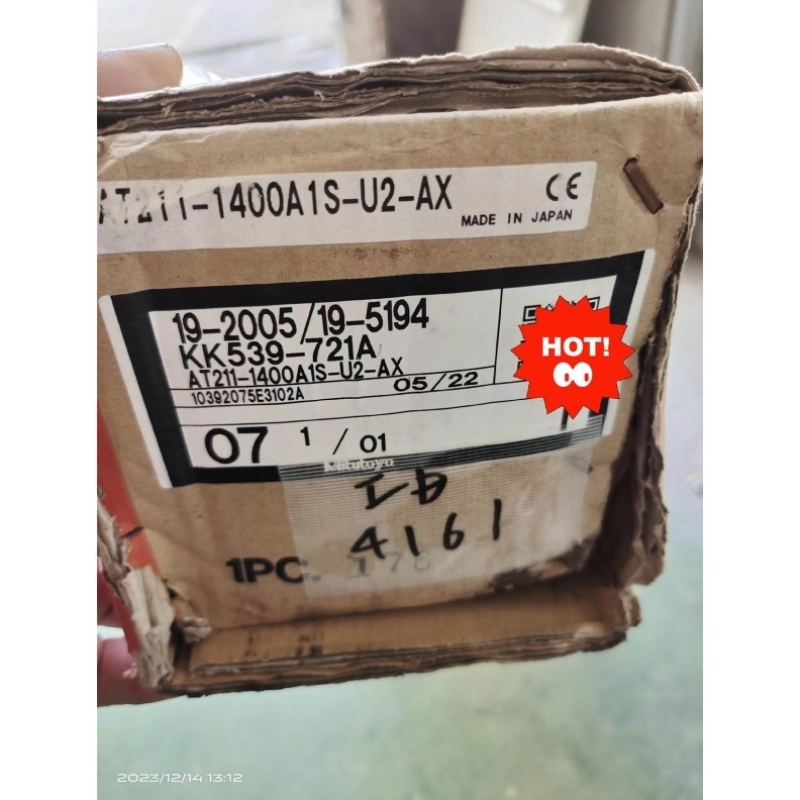 AT211-1400A1S-U2-AX
CE
MADE IN JAPAN
19-2005/19-5194
KK539-721A
AT211-1400A1S-U2-AX
05/22
10392075E3102A
HOT!
07 1/01
Mitutoyo
4161
1PC.
2023/12/14 13:12